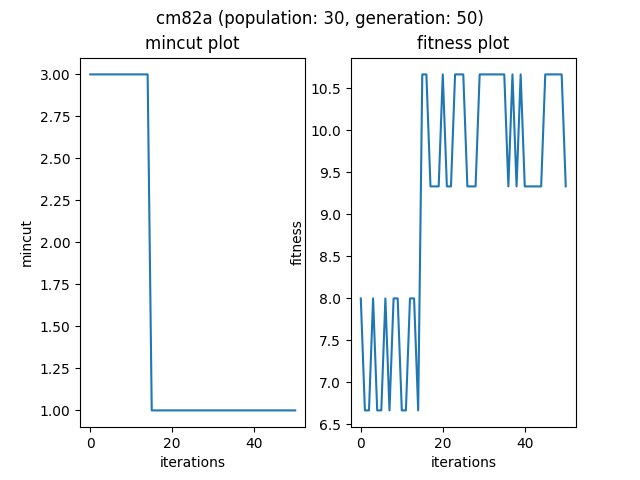 cm82a (population: 30, generation: 50)
mincut plot
3.00
2.75
2.50
2.25
2.00
1.75
1.50
1.25
1.00
mincut
0 20 40
iterations
fitness plot
10.5
10.0
9.5
9.0
8.5
8.0
7.5
7.0
6.5
fitness
0 20 40
iterations